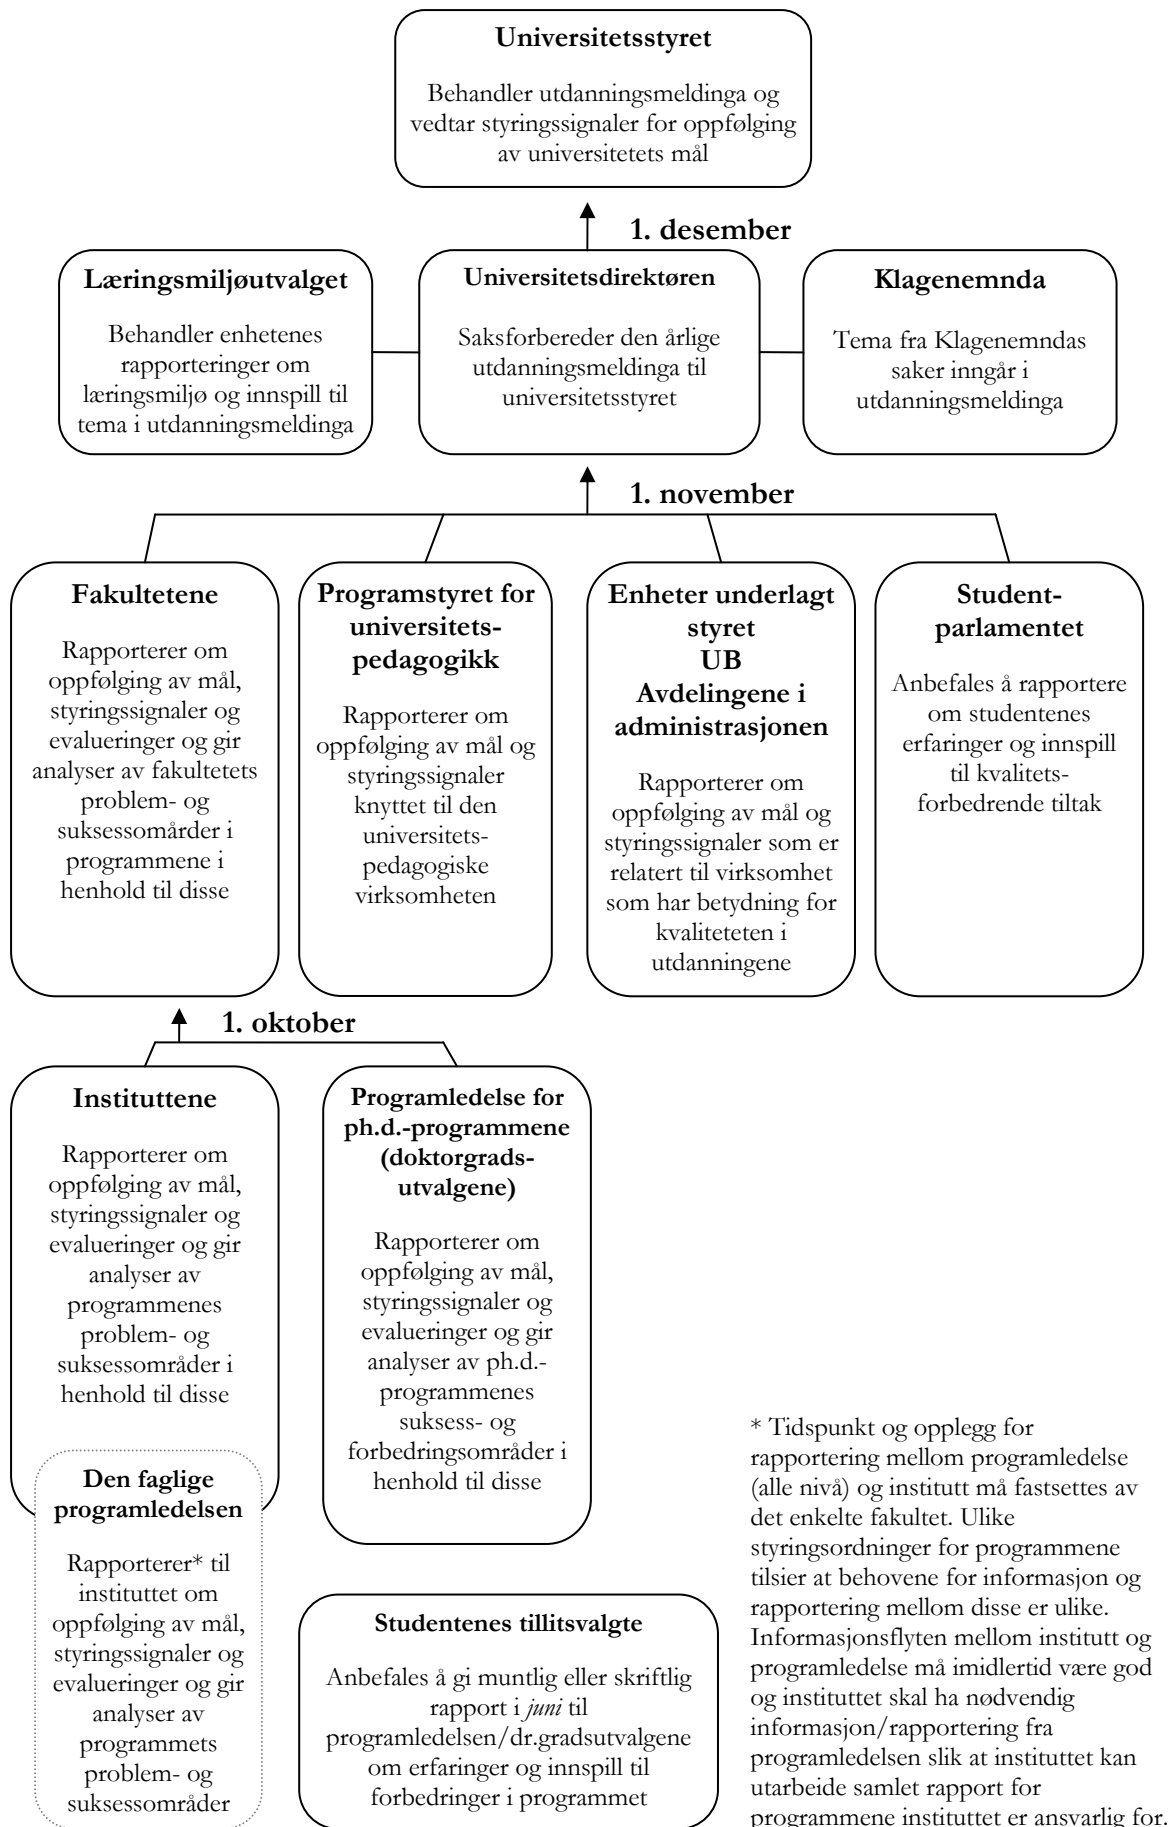 Universitetsstyret
Behandler utdanningsmeldinga og
vedtar styringssignaler for oppfølging
av universitetets mål
1. desember
Læringsmiljøutvalget
Behandler enhetenes
rapporteringer om
læringsmiljø og innspill til
tema i utdanningsmeldinga
Universitetsdirektøren
Saksforbereder den årlige
utdanningsmeldinga til
universitetsstyret
Klagenemnda
Tema fra Klagenemndas
saker inngår i
utdanningsmeldinga
1. november
Fakultetene
Rapporterer om
oppfølging av mål,
styringssignaler og
evalueringer og gir
analyser av fakultetets
problem- og
suksessomårder i
programmene i
henhold til disse
Programstyret for
universitets-
pedagogikk
Rapporterer om
oppfølging av mål og
styringssignaler
knyttet til den
universitets-
pedagogiske
virksomheten
Enheter underlagt
styret
UB
Avdelingene i
administrasjonen
Rapporterer om
oppfølging av mål og
styringssignaler som er
relatert til virksomhet
som har betydning for
kvaliteteten i
utdanningene
Student-
parlamentet
Anbefales å rapportere
om studentenes
erfaringer og innspill
til kvalitets-
forbedrende tiltak
1. oktober
Instituttene
Rapporterer om
oppfølging av mål,
styringssignaler og
evalueringer og gir
analyser av
programmenes
problem- og
suksessområder i
henhold til disse
Programledelse for
ph.d.-programmene
(doktorgrads-
utvalgene)
Rapporterer om
oppfølging av mål,
styringssignaler og
evalueringer og gir
analyser av ph.d.-
programmenes
suksess- og
forbedringsområder i
henhold til disse
Den faglige
programledelsen
Rapporterer* til
instituttet om
oppfølging av mål,
styringssignaler og
evalueringer og gir
analyser av
programmets
problem- og
suksessområder
Studentenes tillitsvalgte
Anbefales å gi muntlig eller skriftlig
rapport i juni til
programledelsen/dr.gradsutvalgene
om erfaringer og innspill til
forbedringer i programmet
* Tidspunkt og opplegg for
rapportering mellom programledelse
(alle nivå) og institutt må fastsettes av
det enkelte fakultet. Ulike
styringsordninger for programmene
tilsier at behovene for informasjon og
rapportering mellom disse er ulike.
Informasjonsflyten mellom institutt og
programledelse må imidlertid være god
og instituttet skal ha nødvendig
informasjon/rapportering fra
programledelsen slik at instituttet kan
utarbeide samlet rapport for
programmene instituttet er ansvarlig for.